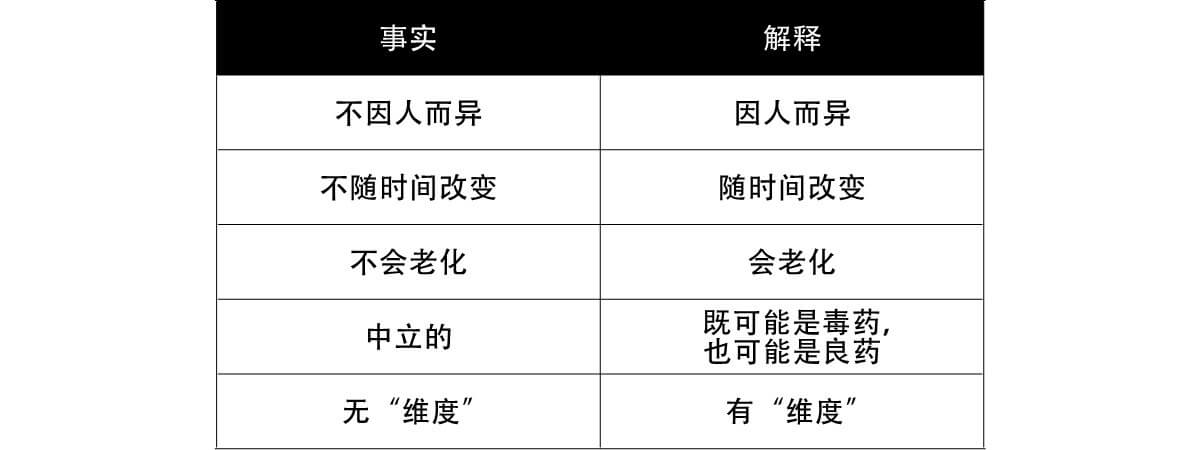 事实 解释
不因人而异 因人而异
不随时间改变 随时间改变
不会老化 会老化
中立的 既可能是毒药，
也可能是良药
无“维度” 有“维度”